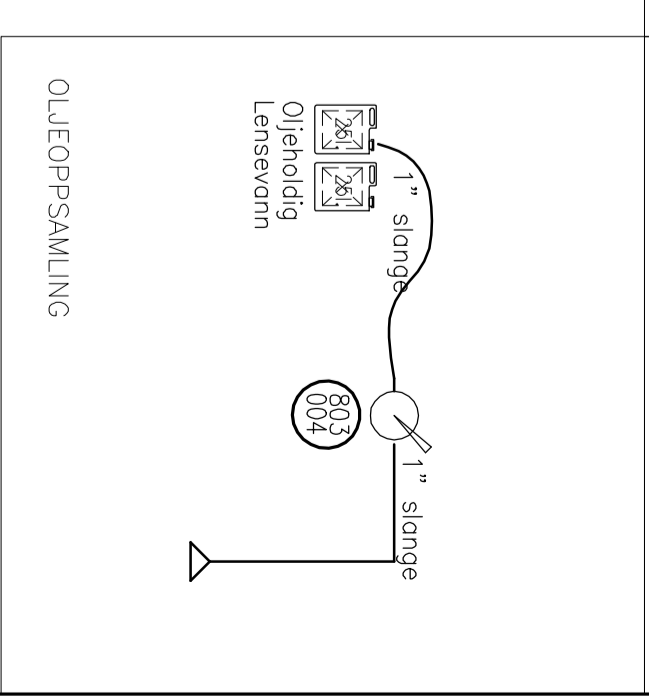 1" slange
1" slange
25l
25l
Oljeholdig
Lensevann
803
004
OLJEOPPSAMLING